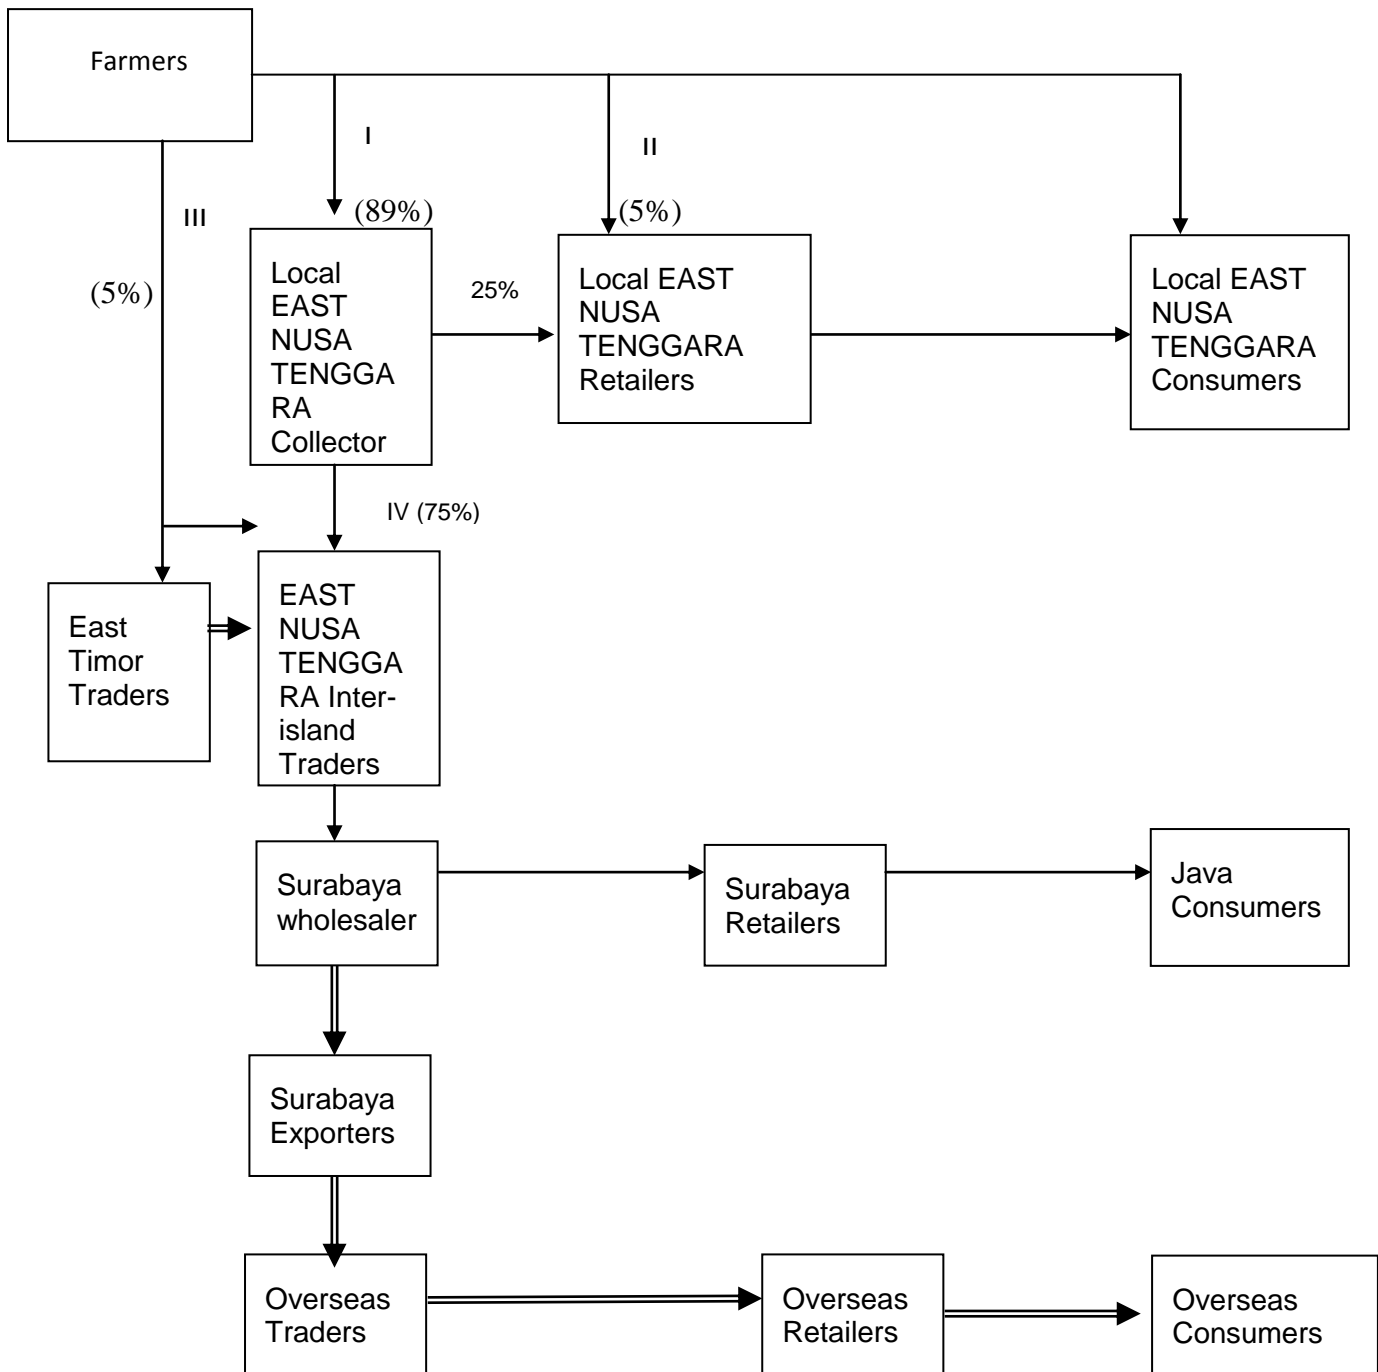 Farmers
I
II
III
(89%)
(5%)
(5%)
Local
EAST
NUSA
TENGGA
RA
Collector
25%
Local EAST
NUSA
TENGGARA
Retailers
Local EAST
NUSA
TENGGARA
Consumers
IV (75%)
East
Timor
Traders
EAST
NUSA
TENGGA
RA Inter-
island
Traders
Surabaya
wholesaler
Surabaya
Retailers
Java
Consumers
Surabaya
Exporters
Overseas
Traders
Overseas
Retailers
Overseas
Consumers